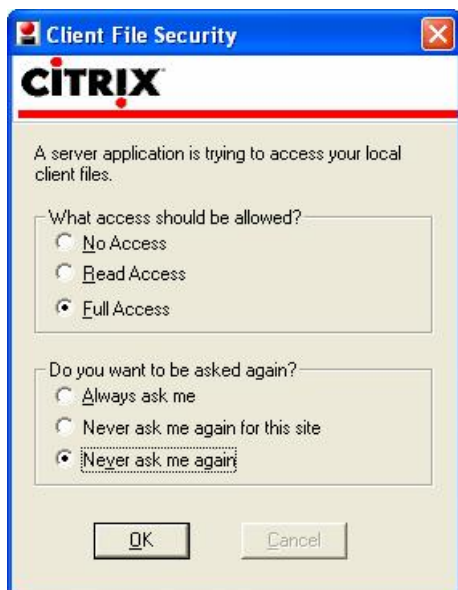 Client File Security
CiTRIX
A server application is trying to access your local
client files.
What access should be allowed?
No Access
Read Access
Full Access
Do you want to be asked again?
Always ask me
Never ask me again for this site
Never ask me again
OK
Cancel